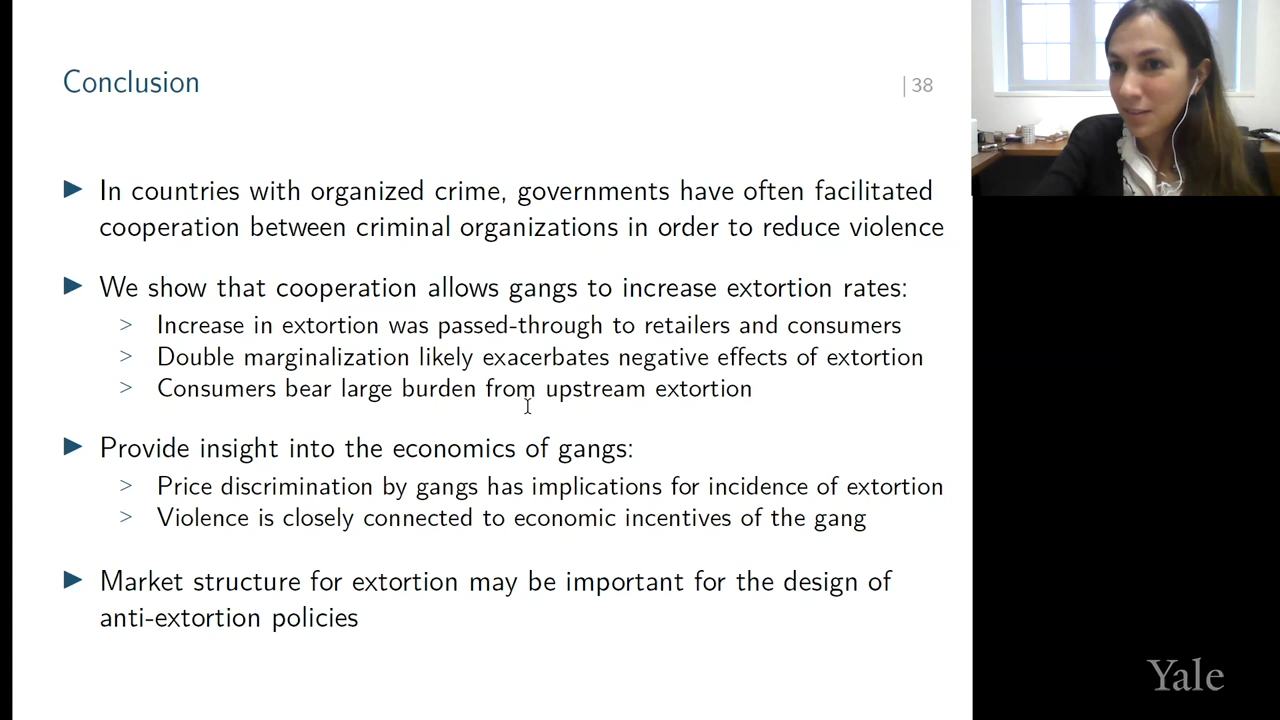 Conclusion
| 38
In countries with organized crime, governments have often facilitated
cooperation between criminal organizations in order to reduce violence
We show that cooperation allows gangs to increase extortion rates:
> Increase in extortion was passed-through to retailers and consumers
> Double marginalization likely exacerbates negative effects of extortion
> Consumers bear large burden from upstream extortion
Provide insight into the economics of gangs:
> Price discrimination by gangs has implications for incidence of extortion
> Violence is closely connected to economic incentives of the gang
Market structure for extortion may be important for the design of
anti-extortion policies
Yale